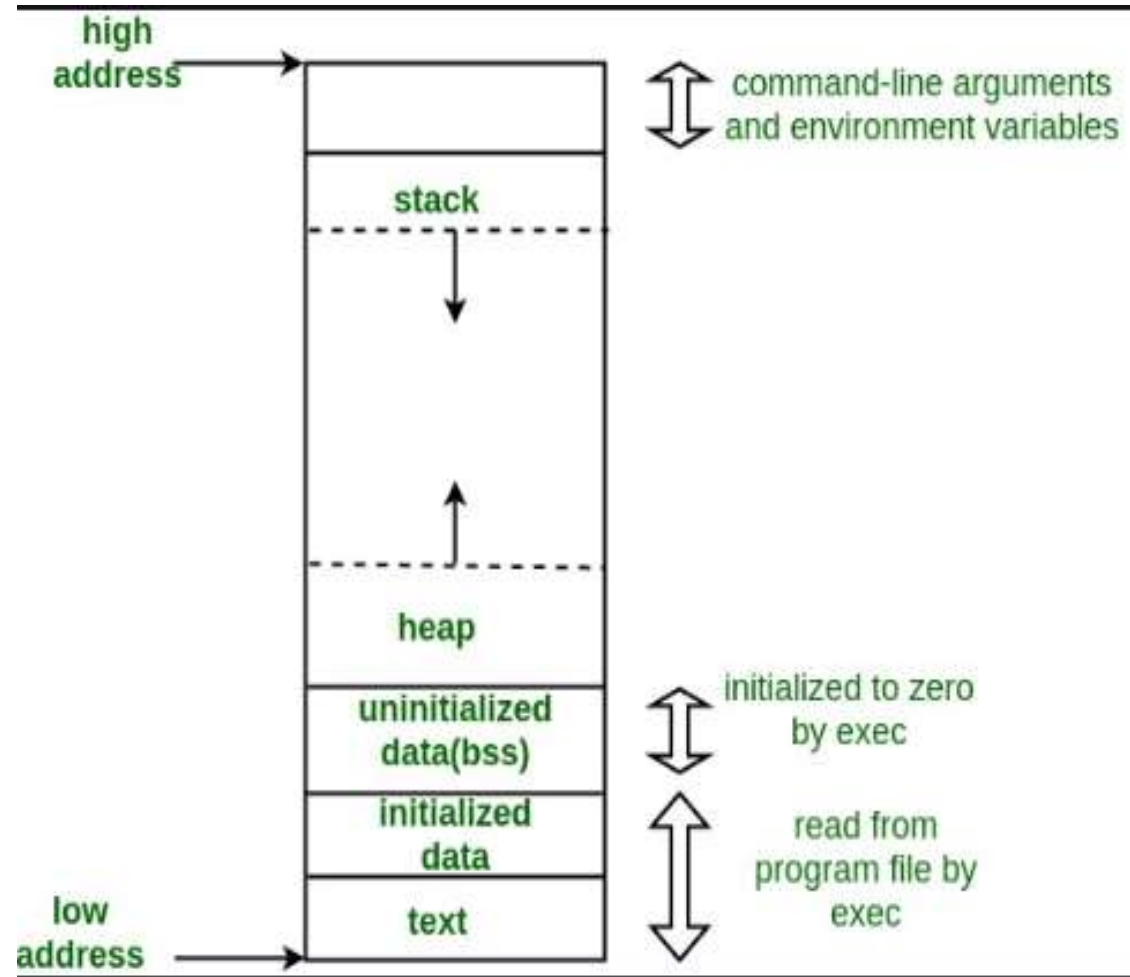 high
address
command-line arguments
and environment variables
stack
heap
uninitialized
data(bss)
initialized to zero
by exec
initialized
data
read from
program file by
exec
text
low
address